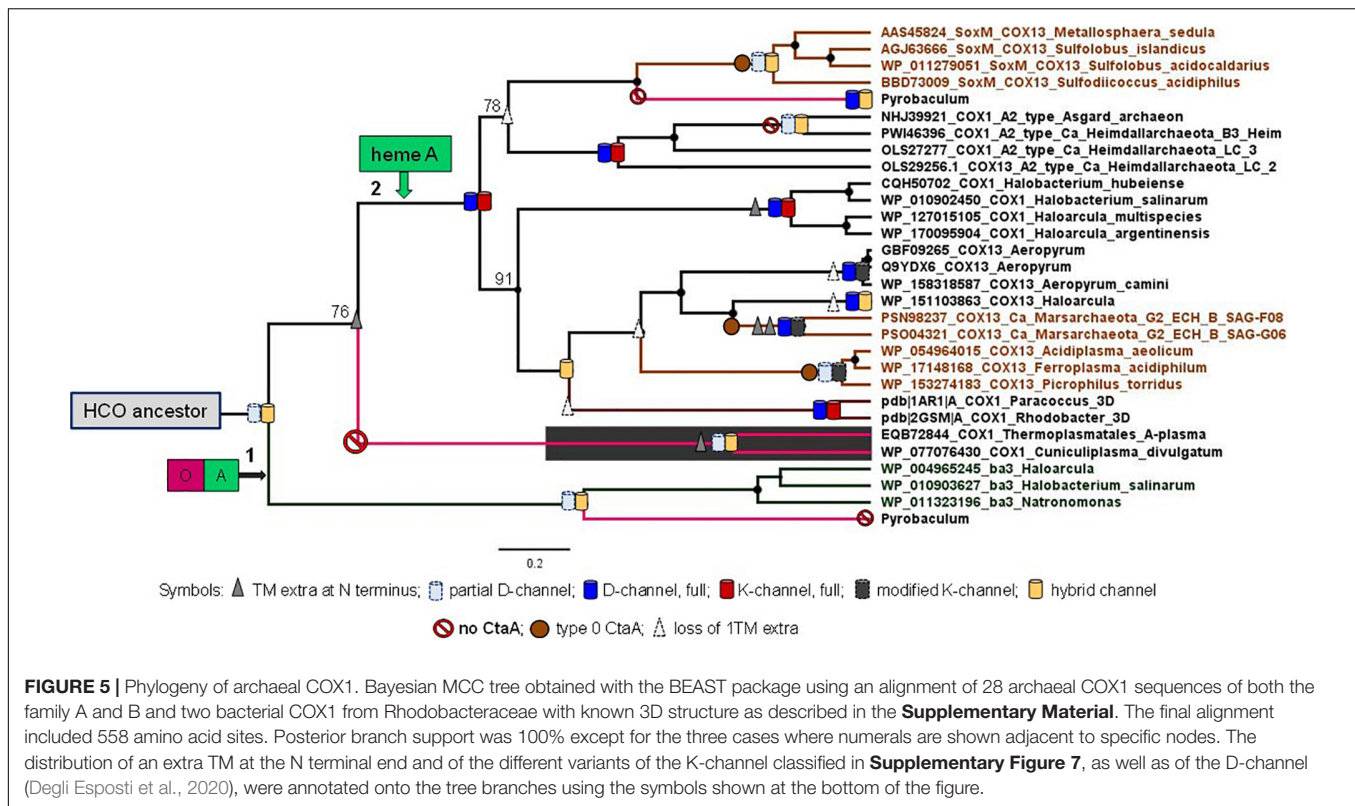 AAS45824_SoxM_COX13_Metallosphaera_sedula
AGJ63666_SoxM_COX13_Sulfolobus_islandicus
WP_011279051_SoxM_COX13_Sulfolobus_acidocaldarius
BBD73009_SoxM_COX13_Sulfodiicoccus_acidiphilus
Pyrobaculum
78
NHJ39921_COX1_A2_type_Asgard_archaeon
PWI46396_COX1_A2_type_Ca_Heimdallarchaeota_B3_Heim
OLS27277_COX1_A2_type_Ca_Heimdallarchaeota_LC_3
OLS29256.1_COX13_A2_type_Ca_Heimdallarchaeota_LC_2
heme A
2
CQH50702_COX1_Halobacterium_hubeiense
WP_010902450_COX1_Halobacterium_salinarum
WP_127015105_COX1_Haloarcula_multispecies
WP_170095904_COX1_Haloarcula_argentinensis
GBF09265_COX13_Aeropyrum
Q9YDX6_COX13_Aeropyrum
91
WP_158318587_COX13_Aeropyrum_camini
WP_151103863_COX13_Haloarcula
76
PSN98237_COX13_Ca_Marsarchaeota_G2_ECH_B_SAG-F08
PSO04321_COX13_Ca_Marsarchaeota_G2_ECH_B_SAG-G06
WP_054964015_COX13_Acidiplasma_aeolicum
WP_17148168_COX13_Ferroplasma_acidiphilum
WP_153274183_COX13_Picrophilus_torridus
HCO ancestor
pdb|1AR1|A_COX1_Paracoccus_3D
pdb|2GSM|A_COX1_Rhodobacter_3D
EQB72844_COX1_Thermoplasmatales_A-plasma
WP_077076430_COX1_Cuniculiplasma_divulgatum
1
O A
WP_004965245_ba3_Haloarcula
WP_010903627_ba3_Halobacterium_salinarum
WP_011323196_ba3_Natronomonas
Pyrobaculum
0.2
Symbols: TM extra at N terminus; partial D-channel; D-channel, full; K-channel, full; modified K-channel; hybrid channel
no CtaA; type 0 CtaA; loss of 1TM extra
FIGURE 5 | Phylogeny of archaeal COX1. Bayesian MCC tree obtained with the BEAST package using an alignment of 28 archaeal COX1 sequences of both the
family A and B and two bacterial COX1 from Rhodobacteraceae with known 3D structure as described in the Supplementary Material. The final alignment
included 558 amino acid sites. Posterior branch support was 100% except for the three cases where numerals are shown adjacent to specific nodes. The
distribution of an extra TM at the N terminal end and of the different variants of the K-channel classified in Supplementary Figure 7, as well as of the D-channel
(Degli Esposti et al., 2020), were annotated onto the tree branches using the symbols shown at the bottom of the figure.